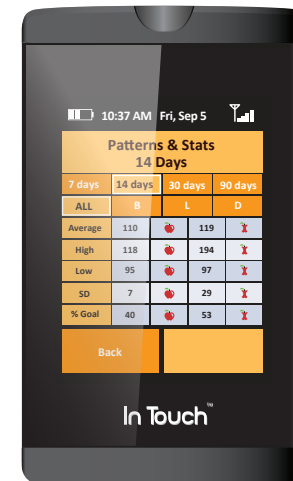 10:37 AM Fri, Sep 5
Patterns & Stats
14 Days
7 days 14 days 30 days 90 days
ALL B L D
Average 110 119
High 118 194
Low 95 97
SD 7 29
% Goal 40 53
Back
In Touch™